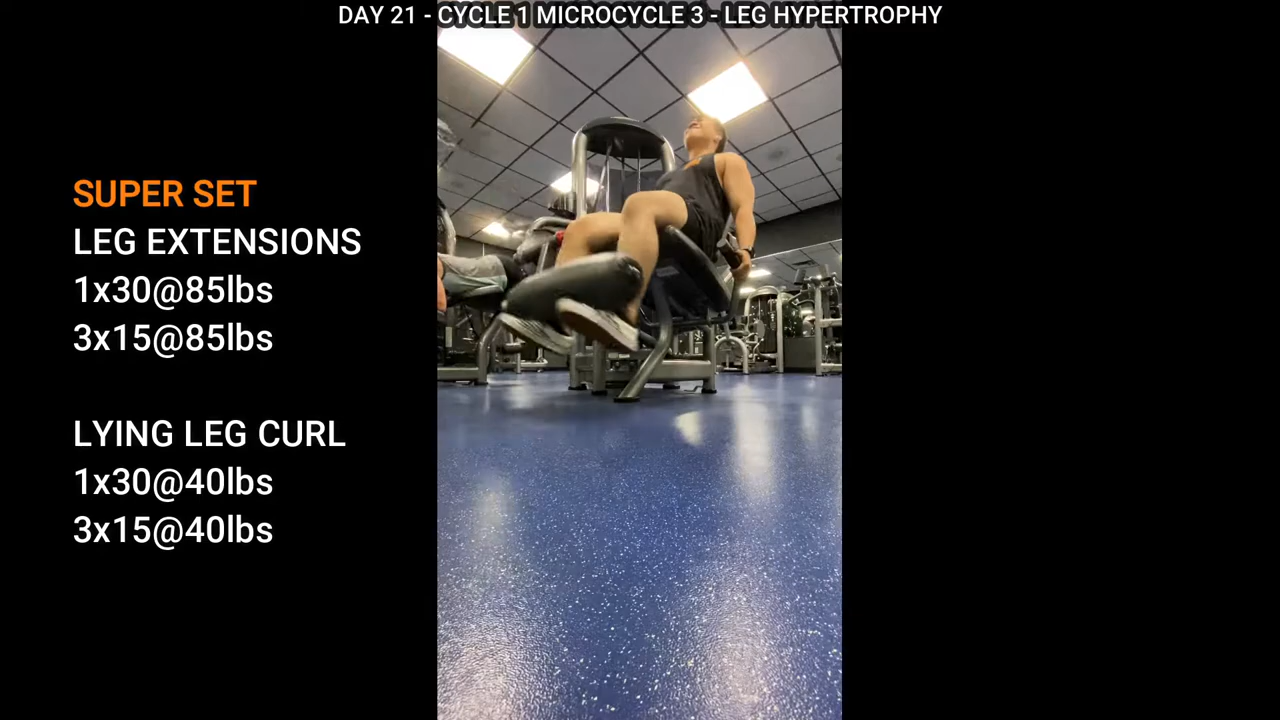 DAY 21 - CYCLE 1 MICROCYCLE 3 - LEG HYPERTROPHY
SUPER SET
LEG EXTENSIONS
1x30@85lbs
3x15@85lbs
LYING LEG CURL
1x30@40lbs
3x15@40lbs